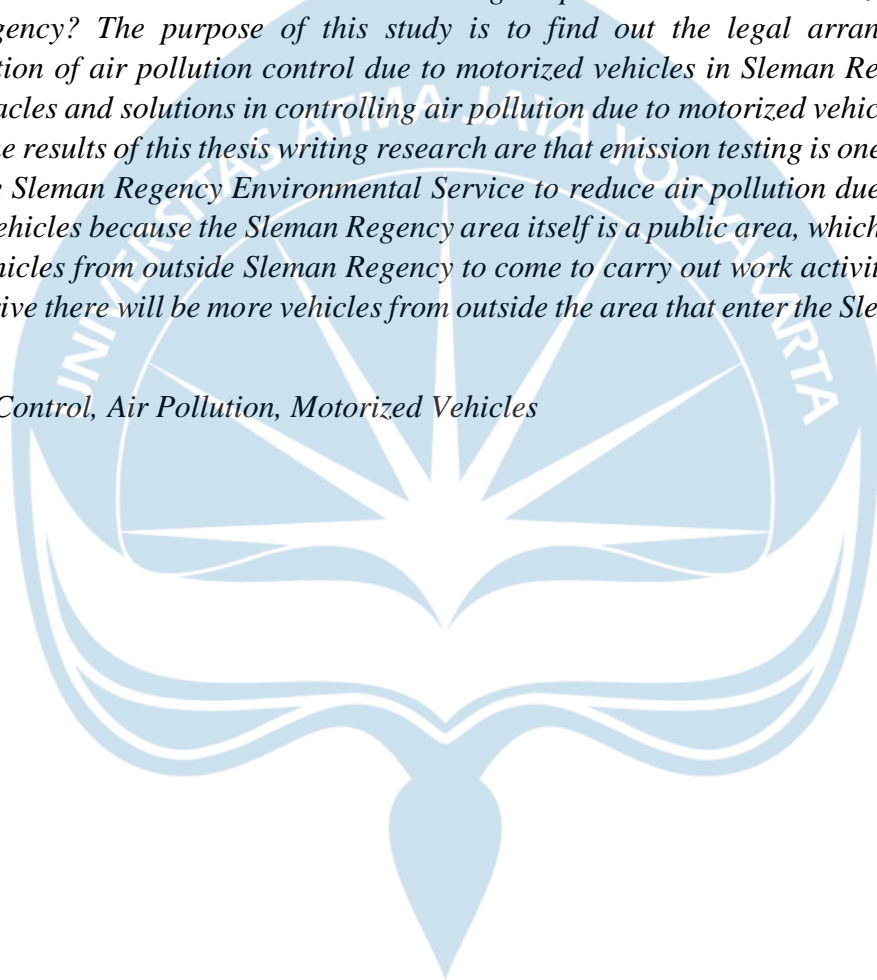 gency? The purpose of this study is to find out the legal arran
tion of air pollution control due to motorized vehicles in Sleman Re
acles and solutions in controlling air pollution due to motorized vehic
e results of this thesis writing research are that emission testing is one
Sleman Regency Environmental Service to reduce air pollution due
ehicles because the Sleman Regency area itself is a public area, which
icles from outside Sleman Regency to come to carry out work activit
ive there will be more vehicles from outside the area that enter the Sle
Control, Air Pollution, Motorized Vehicles
UNIVERSITAS ATMA JAYA YOGYAKARTA